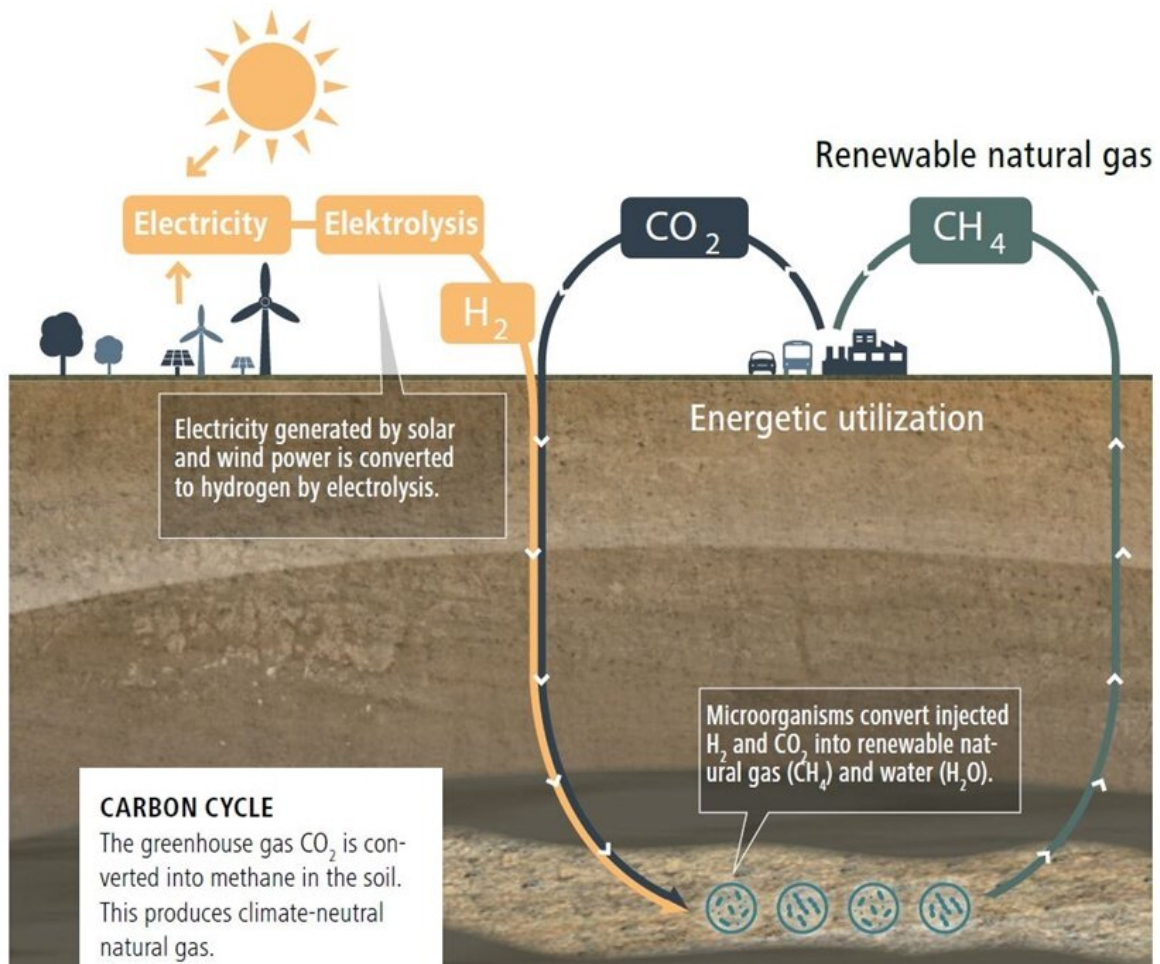 Renewable natural gas
Electricity
Elektrolysis
CO₂
CH₄
H₂
Electricity generated by solar
and wind power is converted
to hydrogen by electrolysis.
Energetic utilization
Microorganisms convert injected
H₂ and CO₂ into renewable nat-
ural gas (CH₄) and water (H₂O).
CARBON CYCLE
The greenhouse gas CO₂ is con-
verted into methane in the soil.
This produces climate-neutral
natural gas.